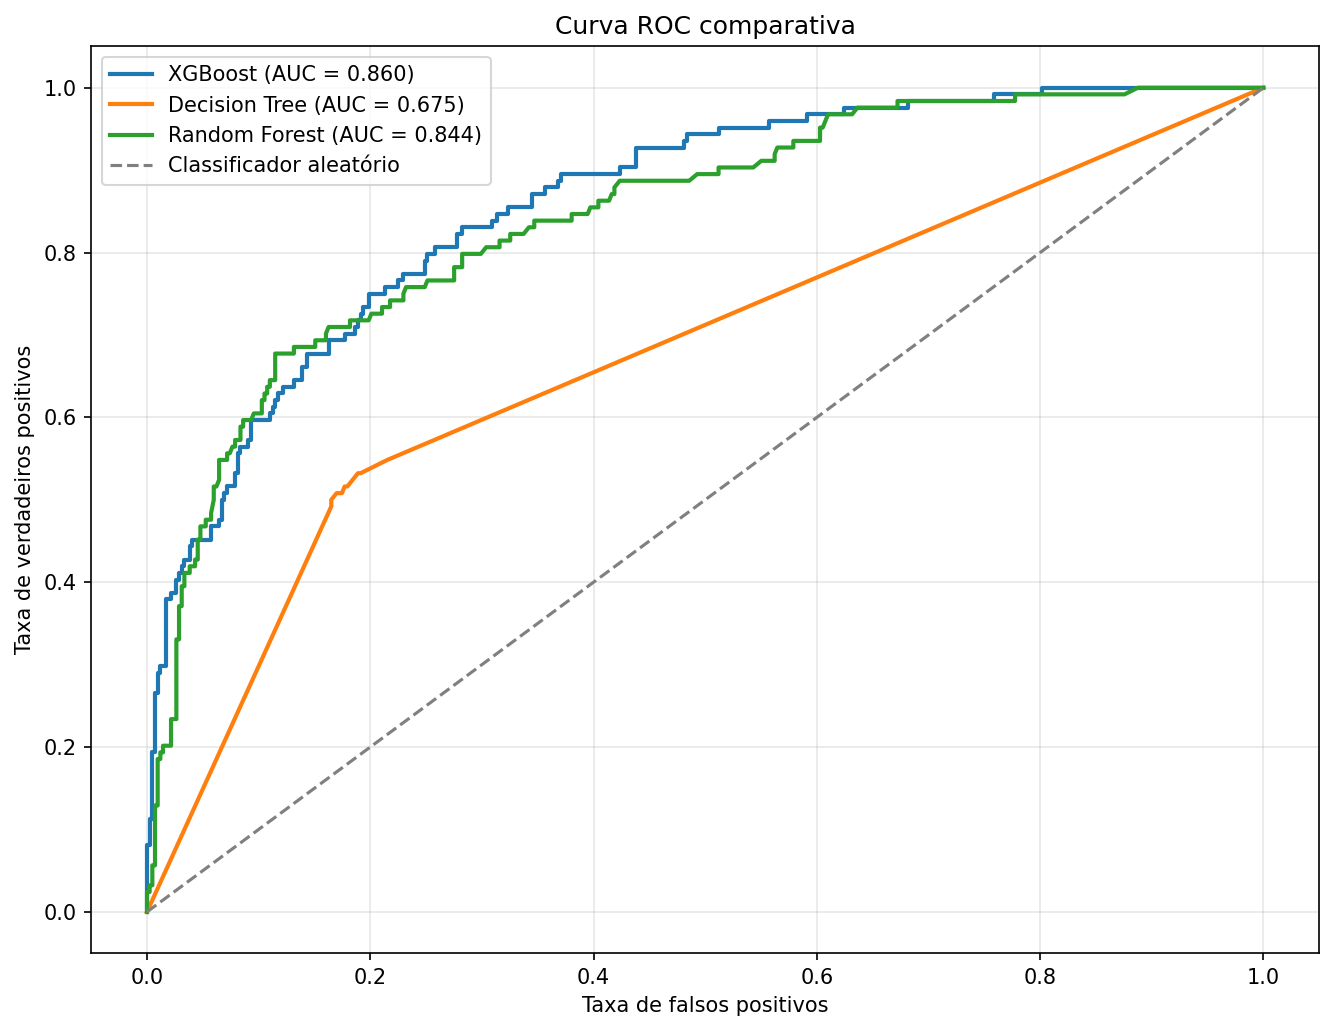 Curva ROC comparativa
XGBoost (AUC = 0.860)
Decision Tree (AUC = 0.675)
Random Forest (AUC = 0.844)
Classificador aleatório
Taxa de verdadeiros positivos
1.0
0.8
0.6
0.4
0.2
0.0
0.0 0.2 0.4 0.6 0.8 1.0
Taxa de falsos positivos